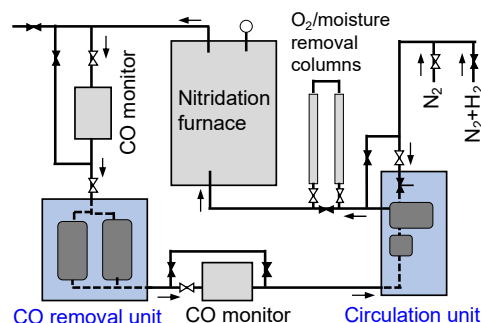 O₂/moisture
removal
columns
CO monitor
Nitridation
furnace
N₂
N₂+H₂
CO removal unit
CO monitor
Circulation unit